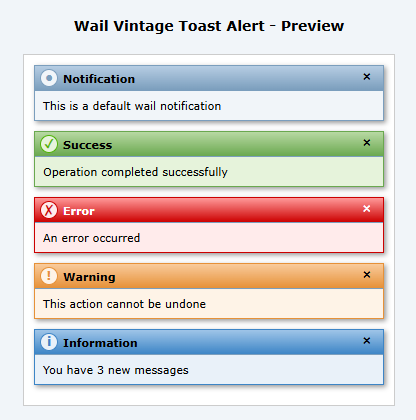 Wail Vintage Toast Alert - Preview
Notification ×
This is a default wail notification
✓ Success ×
Operation completed successfully
✗ Error ×
An error occurred
! Warning ×
This action cannot be undone
i Information ×
You have 3 new messages